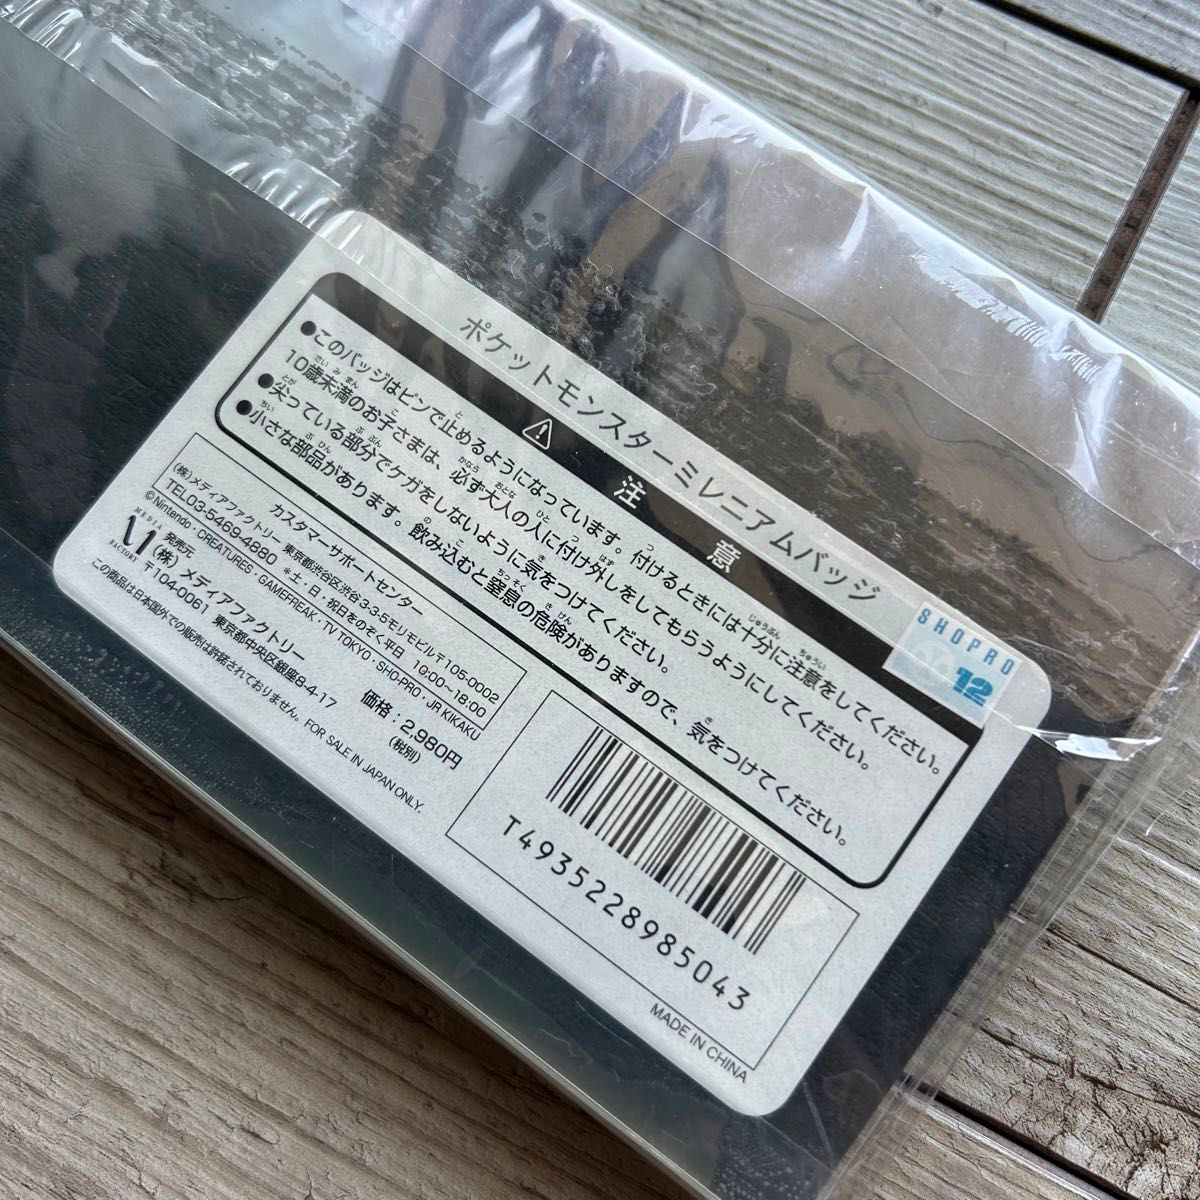 ポケットモンスターミレニアムバッジ
SHOPRO
12
注意
●このバッジはピンで止めるようになっています。付けるときには十分に注意をしてください。
10歳未満のお子さまは、必ず大人の人に付け外しをしてもらうようにしてください。
●尖っている部分でケガをしないように気をつけてください。
●小さな部品があります。飲み込むと窒息の危険がありますので、気をつけてください。
カスタマーサポートセンター
(株)メディアファクトリー 東京都渋谷区渋谷3-3-5モリモビル〒105-0002
TEL03-5469-4880 *土・日・祝日をのぞく平日 10:00~18:00
©Nintendo・CREATURES・GAMEFREAK・TV TOKYO・SHO-PRO・JR KIKAKU
MEDIA FACTORY
発売元
(株)メディアファクトリー
〒104-0061 東京都中央区銀座8-4-17
価格：2,980円
(税別)
この商品は日本国外での販売は許諾されておりません。FOR SALE IN JAPAN ONLY.
T4935228985043
MADE IN CHINA